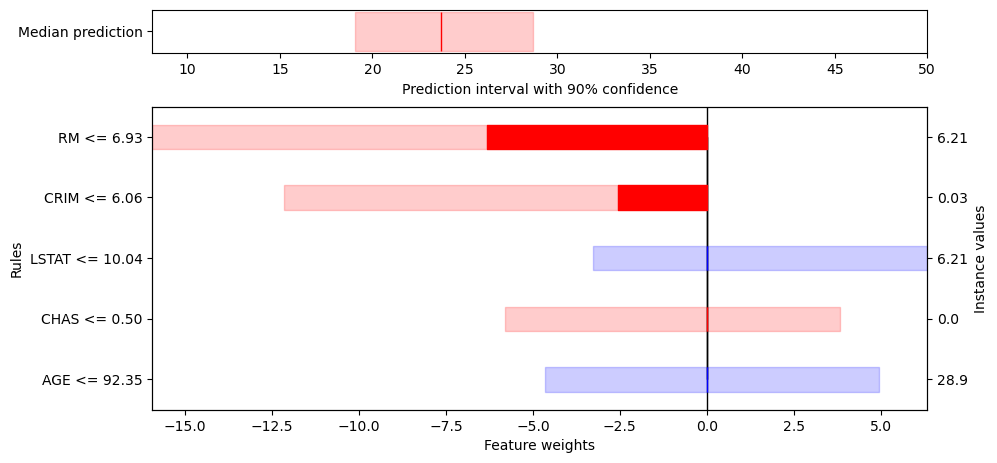 Median prediction
10 15 20 25 30 35 40 45 50
Prediction interval with 90% confidence
RM <= 6.93 6.21
CRIM <= 6.06 0.03
LSTAT <= 10.04 6.21
CHAS <= 0.50 0.0
AGE <= 92.35 28.9
Rules
Instance values
−15.0 −12.5 −10.0 −7.5 −5.0 −2.5 0.0 2.5 5.0
Feature weights